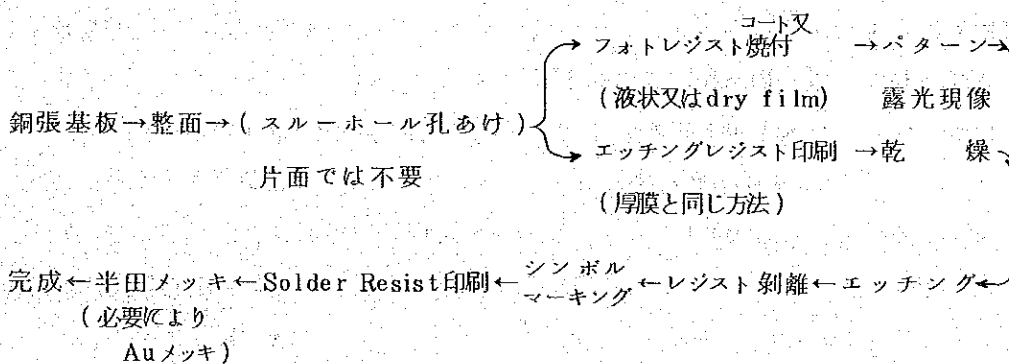 コート又
フォトレジスト焼付 →パターン→
(液状又はdry film) 露光現像
銅張基板→整面→(スルーホール孔あけ)
片面では不要
エッチングレジスト印刷 →乾 燥
(厚膜と同じ方法)
完成←半田メッキ←Solder Resist印刷←シンボル
マーキング←レジスト剝離←エッチング←
(必要により
Auメッキ)